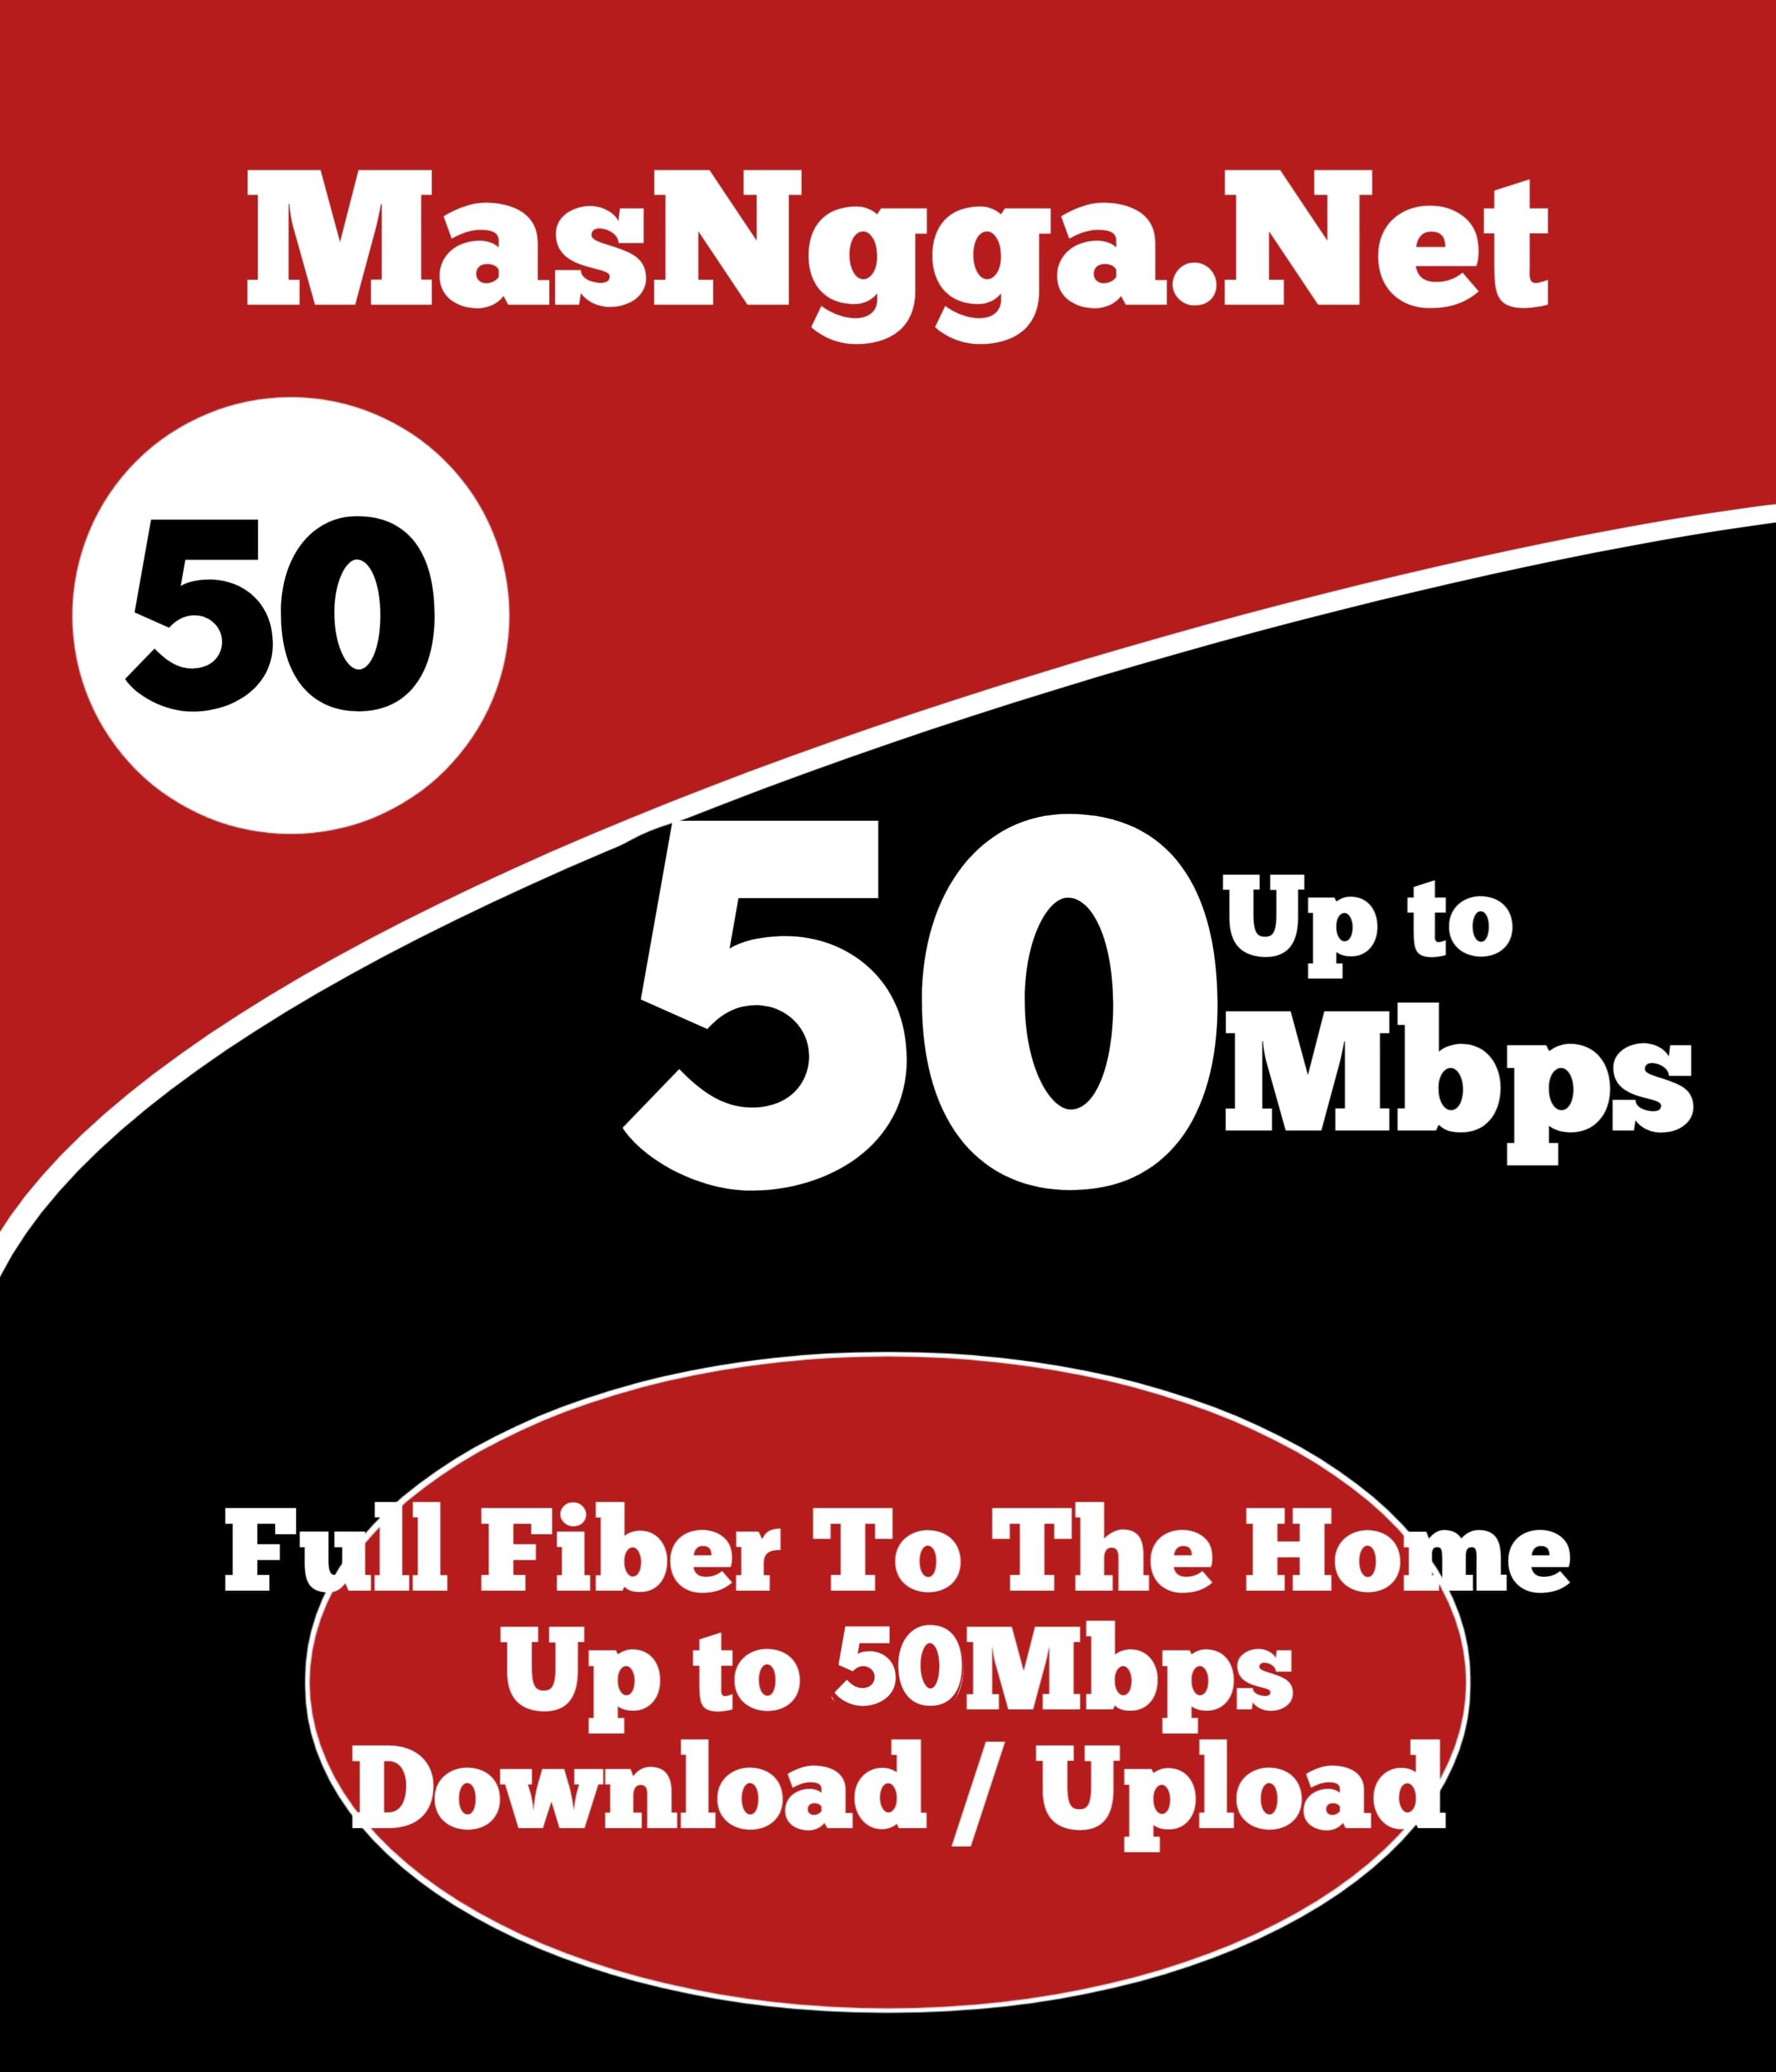 MasNgga.Net
50
50
Up to
Mbps
Full Fiber To The Home
Up to 50Mbps
Download / Upload